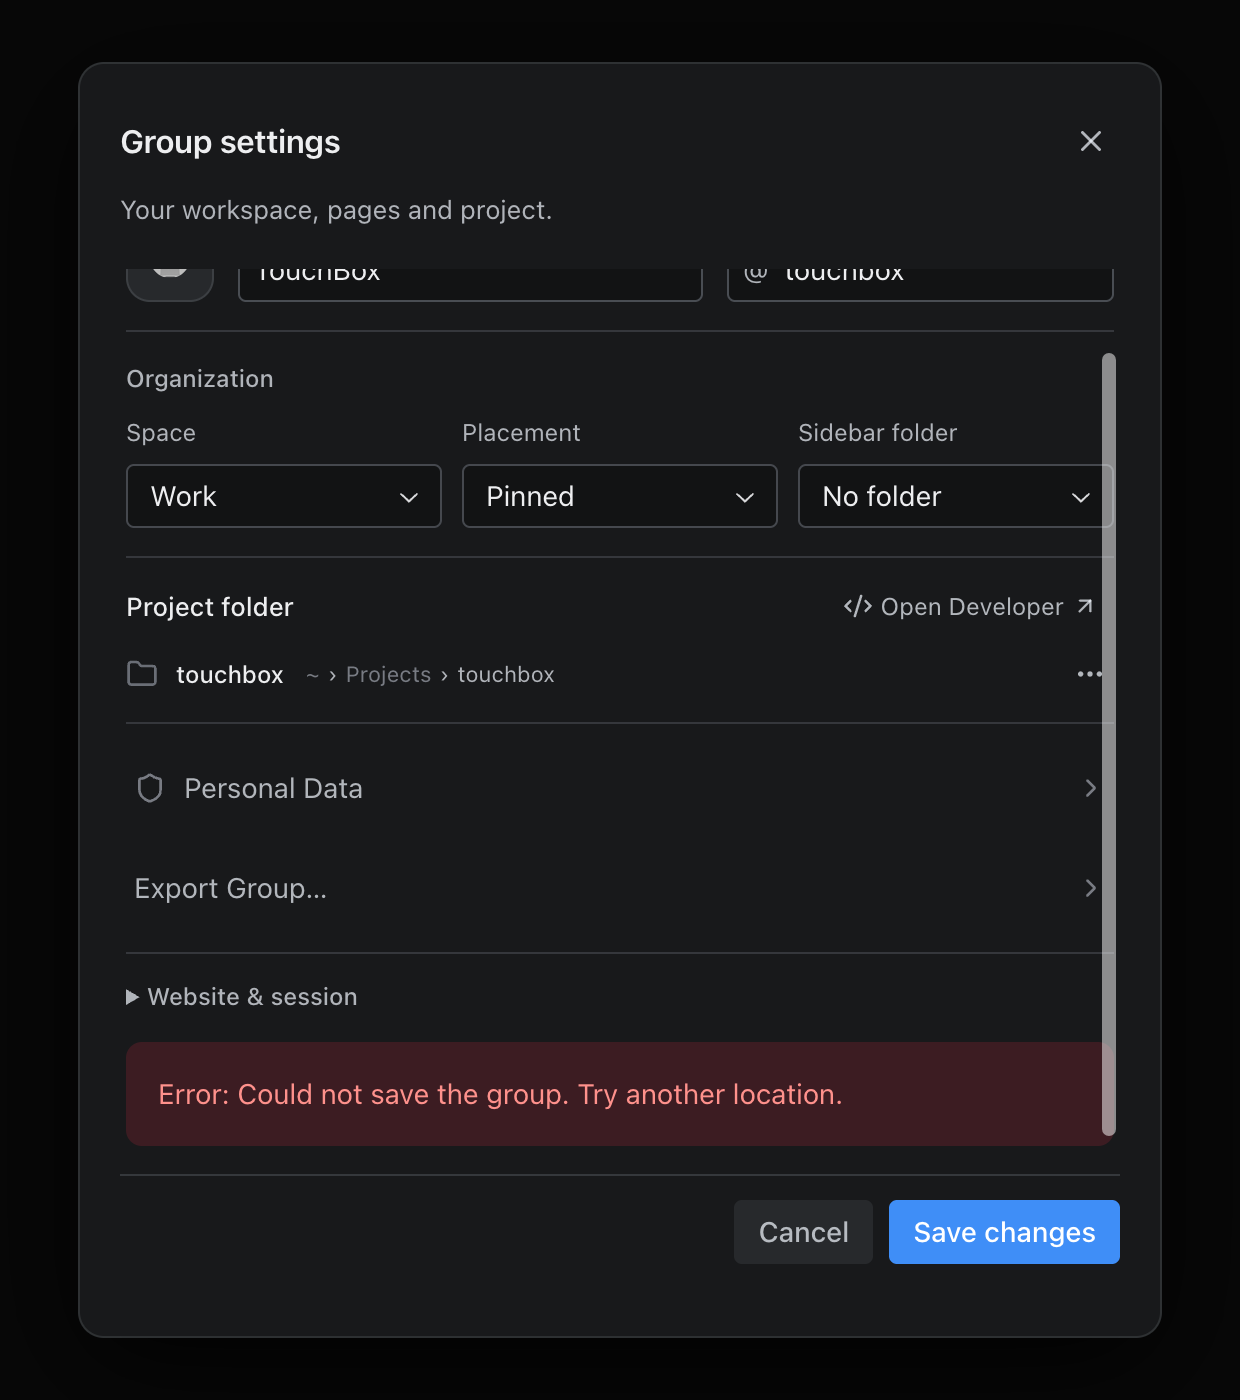 Group settings
Your workspace, pages and project.
TouchBox
@ touchbox
Organization
Space
Placement
Sidebar folder
Work
Pinned
No folder
Project folder
</> Open Developer ↗
touchbox ~ › Projects › touchbox
Personal Data
Export Group...
Website & session
Error: Could not save the group. Try another location.
Cancel
Save changes